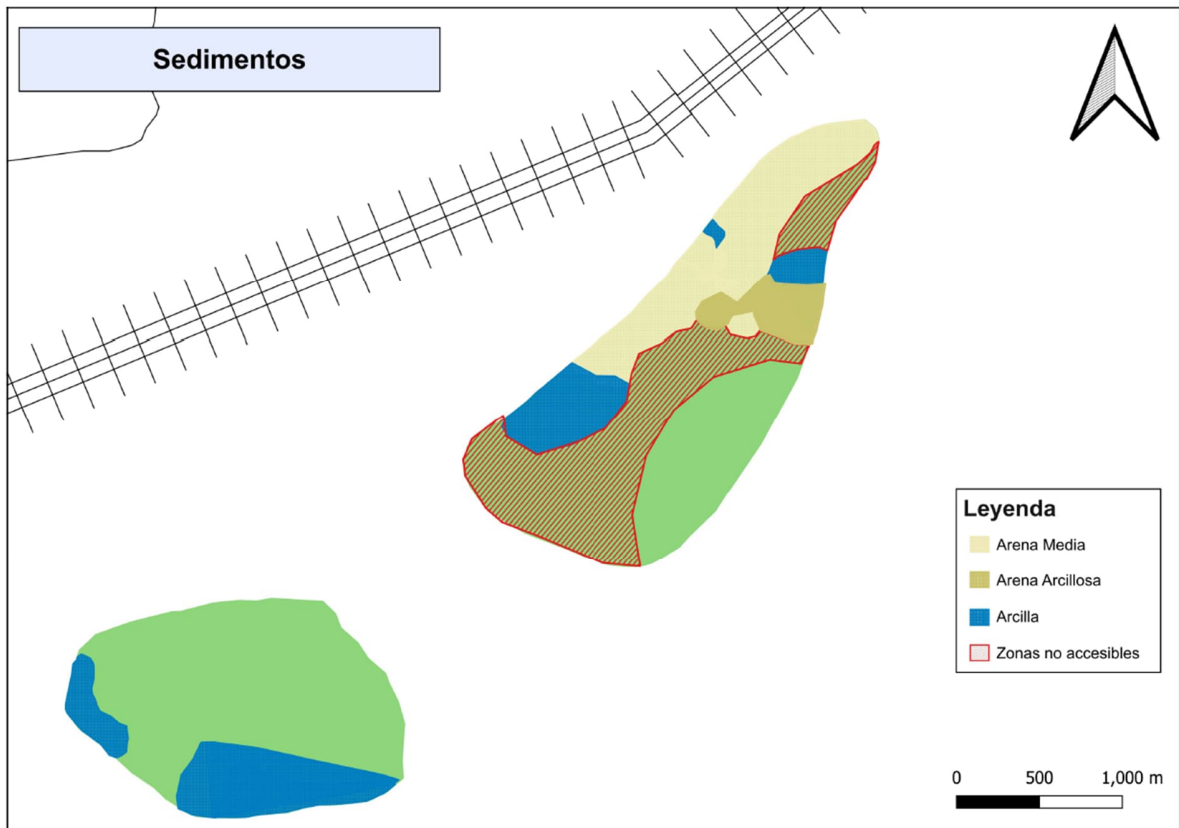 Sedimentos
Leyenda
Arena Media
Arena Arcillosa
Arcilla
Zonas no accesibles
0 500 1,000 m